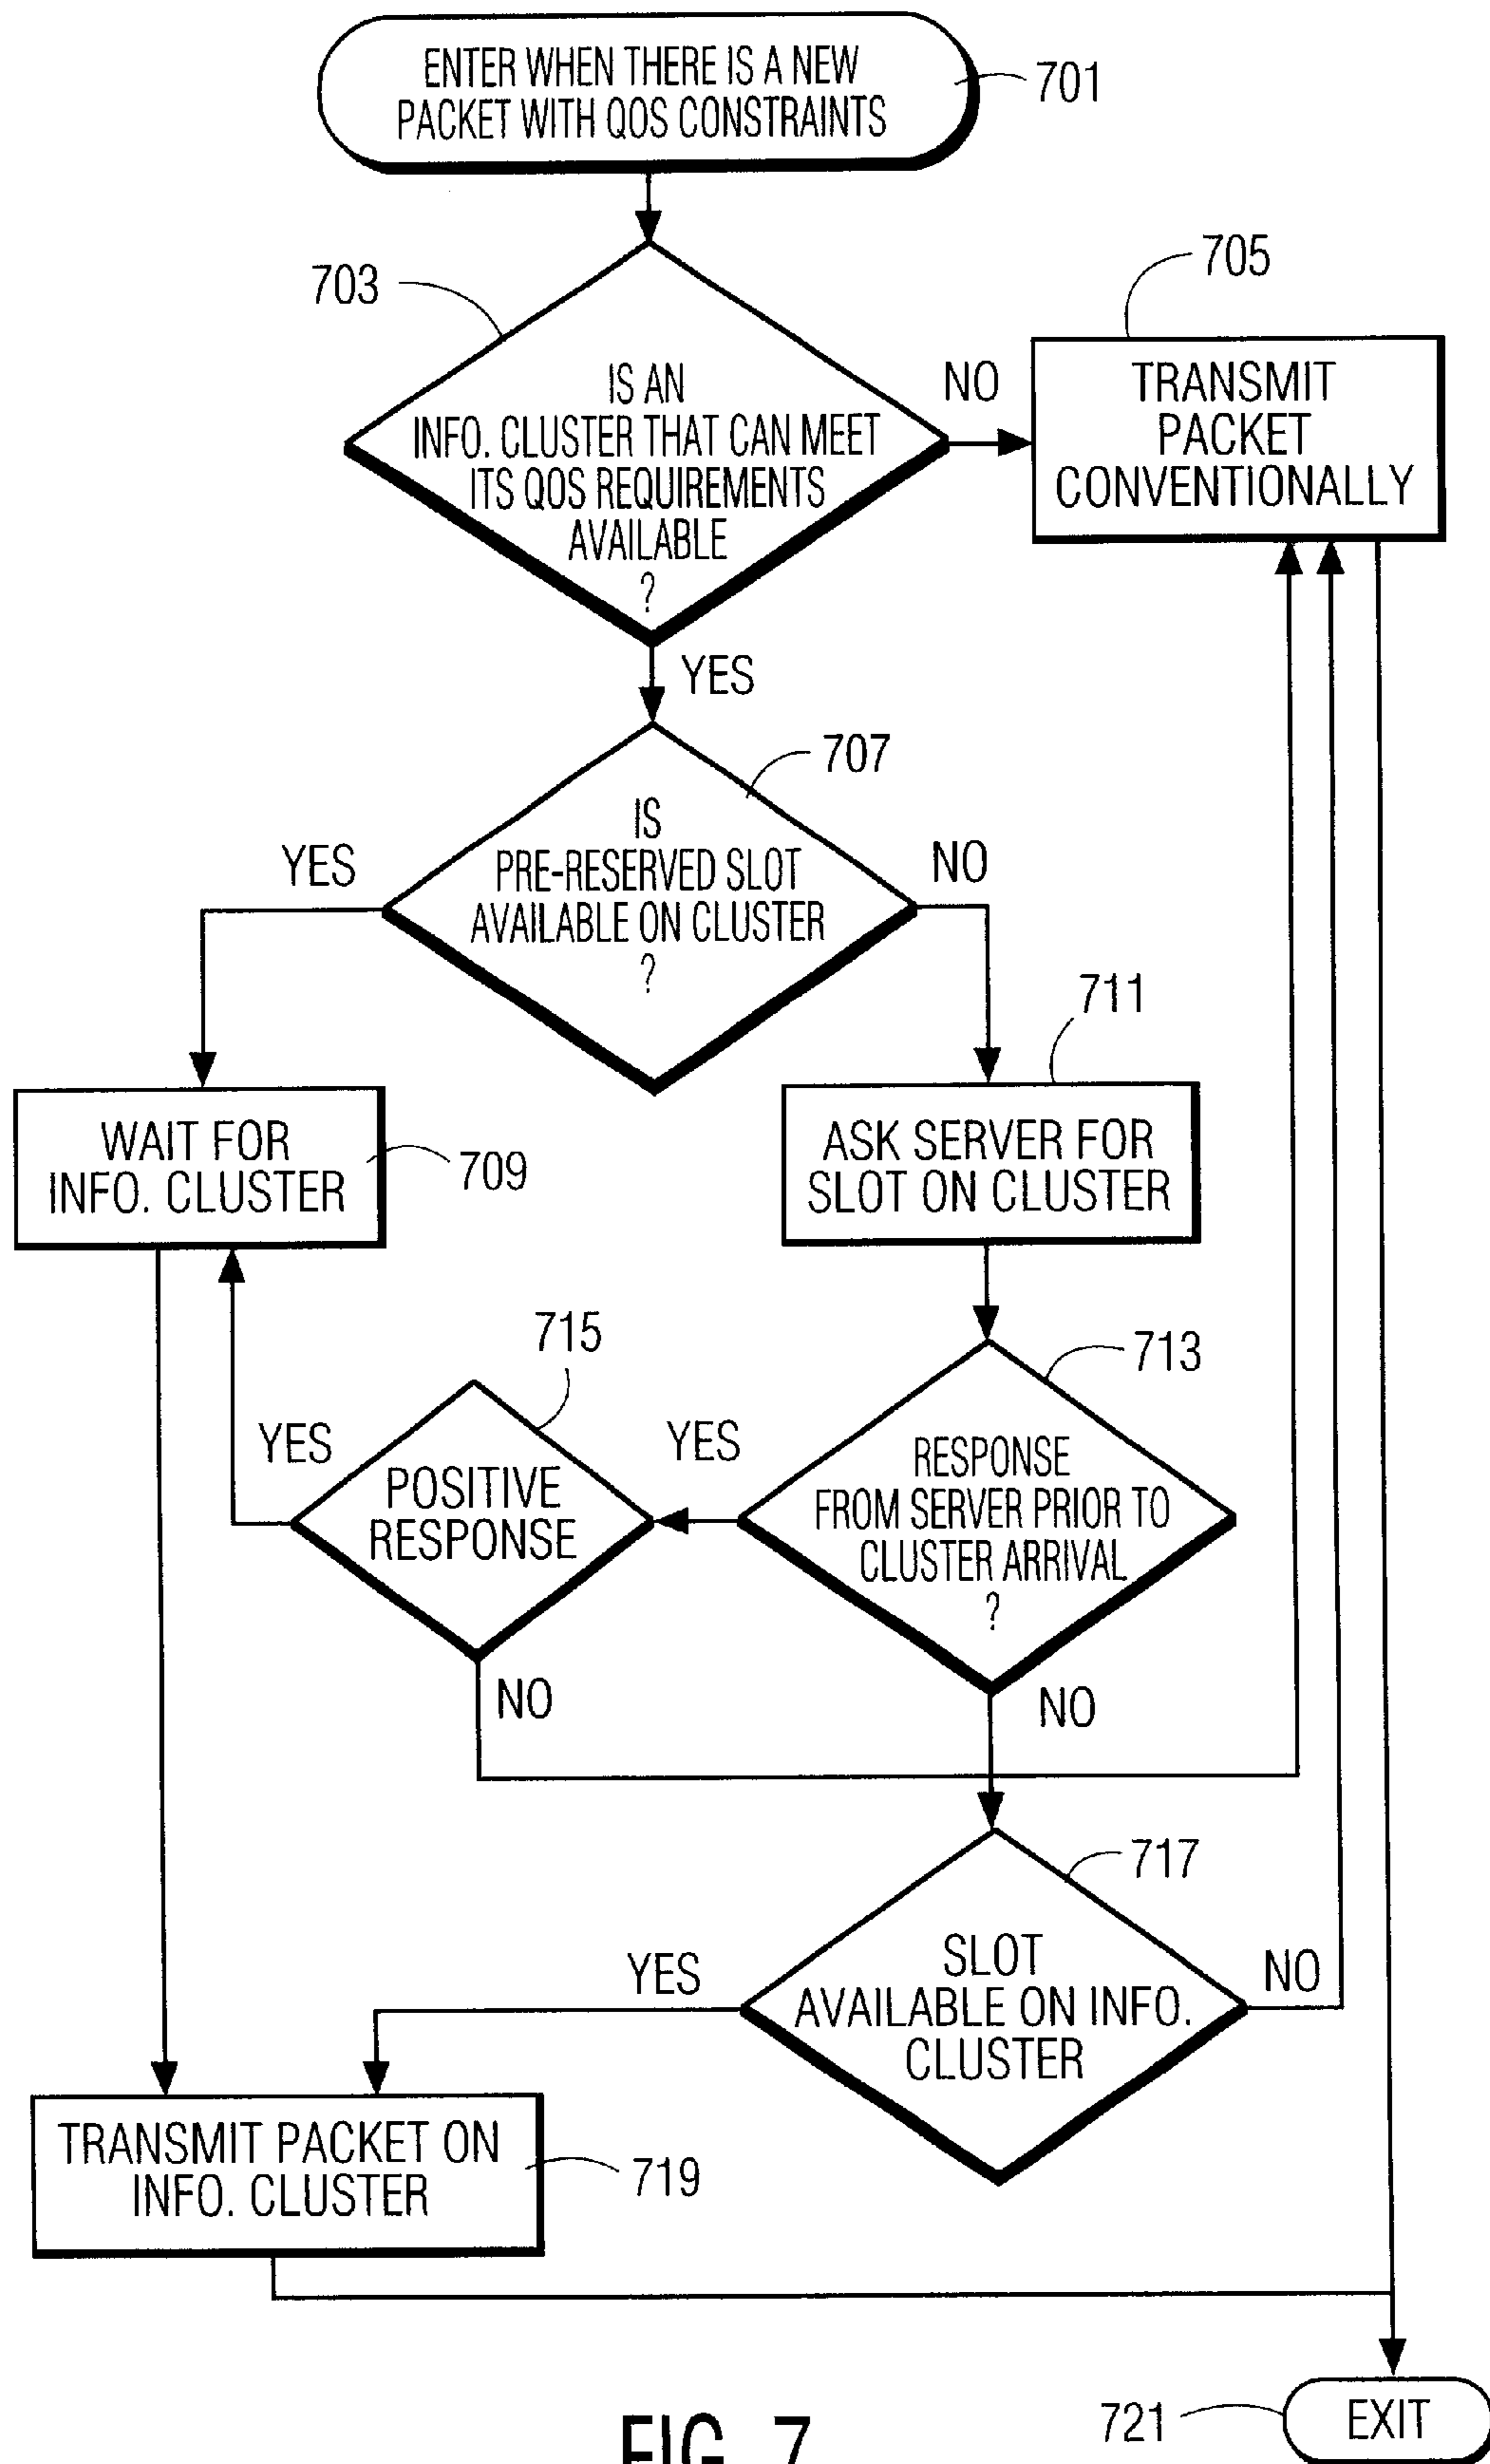 ENTER WHEN THERE IS A NEW
PACKET WITH QOS CONSTRAINTS
701
703
IS AN
INFO. CLUSTER THAT CAN MEET
ITS QOS REQUIREMENTS
AVAILABLE
?
NO
705
TRANSMIT
PACKET
CONVENTIONALLY
YES
707
IS
PRE-RESERVED SLOT
AVAILABLE ON CLUSTER
?
YES
NO
711
WAIT FOR
INFO. CLUSTER
709
ASK SERVER FOR
SLOT ON CLUSTER
715
713
YES
POSITIVE
RESPONSE
YES
RESPONSE
FROM SERVER PRIOR TO
CLUSTER ARRIVAL
?
NO
NO
717
YES
SLOT
AVAILABLE ON INFO.
CLUSTER
NO
TRANSMIT PACKET ON
INFO. CLUSTER
719
721
EXIT
FIG. 7